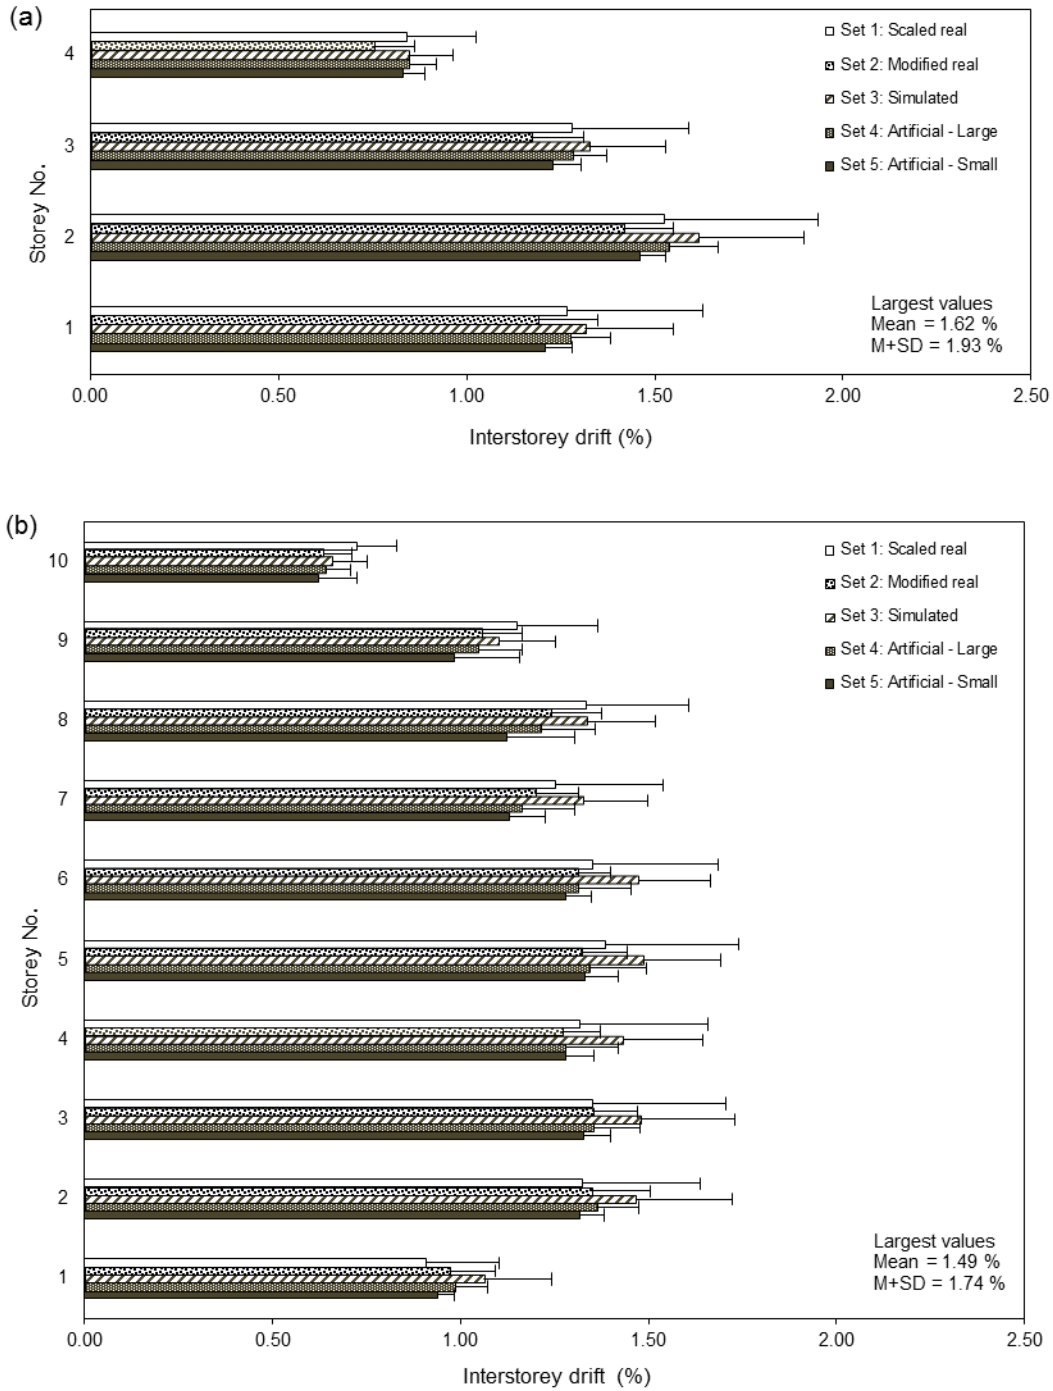 (a)
Set 1: Scaled real
Set 2: Modified real
Set 3: Simulated
Set 4: Artificial - Large
Set 5: Artificial - Small
Storey No.
4
3
2
1
Largest values
Mean = 1.62 %
M+SD = 1.93 %
0.00 0.50 1.00 1.50 2.00 2.50
Interstorey drift (%)
(b)
Set 1: Scaled real
Set 2: Modified real
Set 3: Simulated
Set 4: Artificial - Large
Set 5: Artificial - Small
Storey No.
10
9
8
7
6
5
4
3
2
1
Largest values
Mean = 1.49 %
M+SD = 1.74 %
0.00 0.50 1.00 1.50 2.00 2.50
Interstorey drift (%)